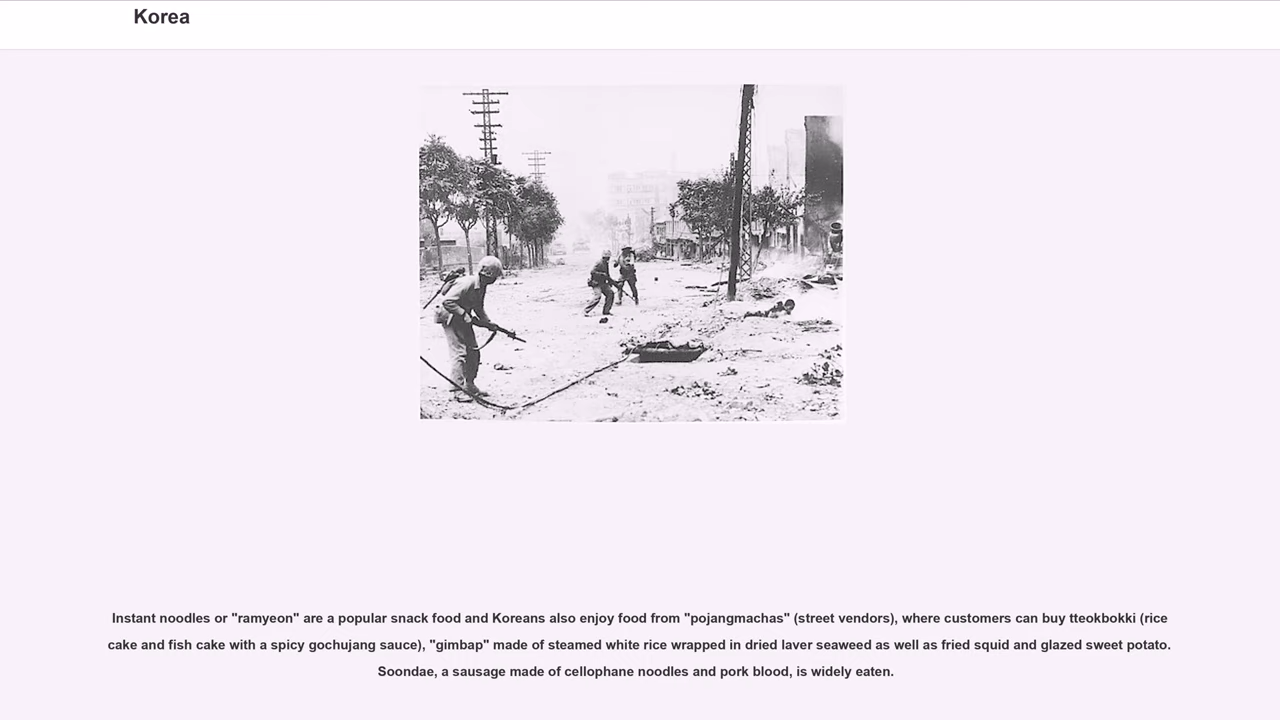 Korea
Instant noodles or "ramyeon" are a popular snack food and Koreans also enjoy food from "pojangmachas" (street vendors), where customers can buy tteokbokki (rice
cake and fish cake with a spicy gochujang sauce), "gimbap" made of steamed white rice wrapped in dried laver seaweed as well as fried squid and glazed sweet potato.
Soondae, a sausage made of cellophane noodles and pork blood, is widely eaten.